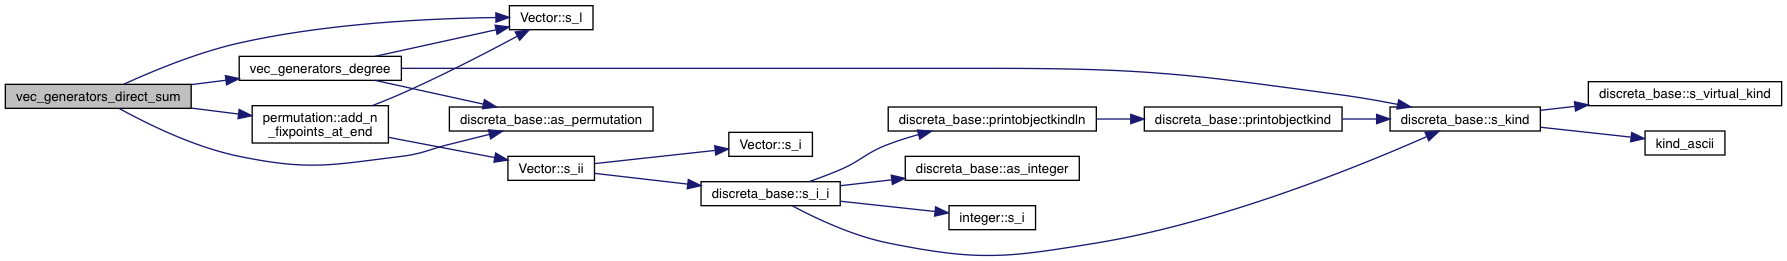 vec_generators_direct_sum
Vector::s_l
vec_generators_degree
permutation::add_n
_fixpoints_at_end
discreta_base::as_permutation
Vector::s_ii
Vector::s_i
discreta_base::s_i_i
discreta_base::printobjectkindln
discreta_base::as_integer
integer::s_i
discreta_base::printobjectkind
discreta_base::s_kind
discreta_base::s_virtual_kind
kind_ascii